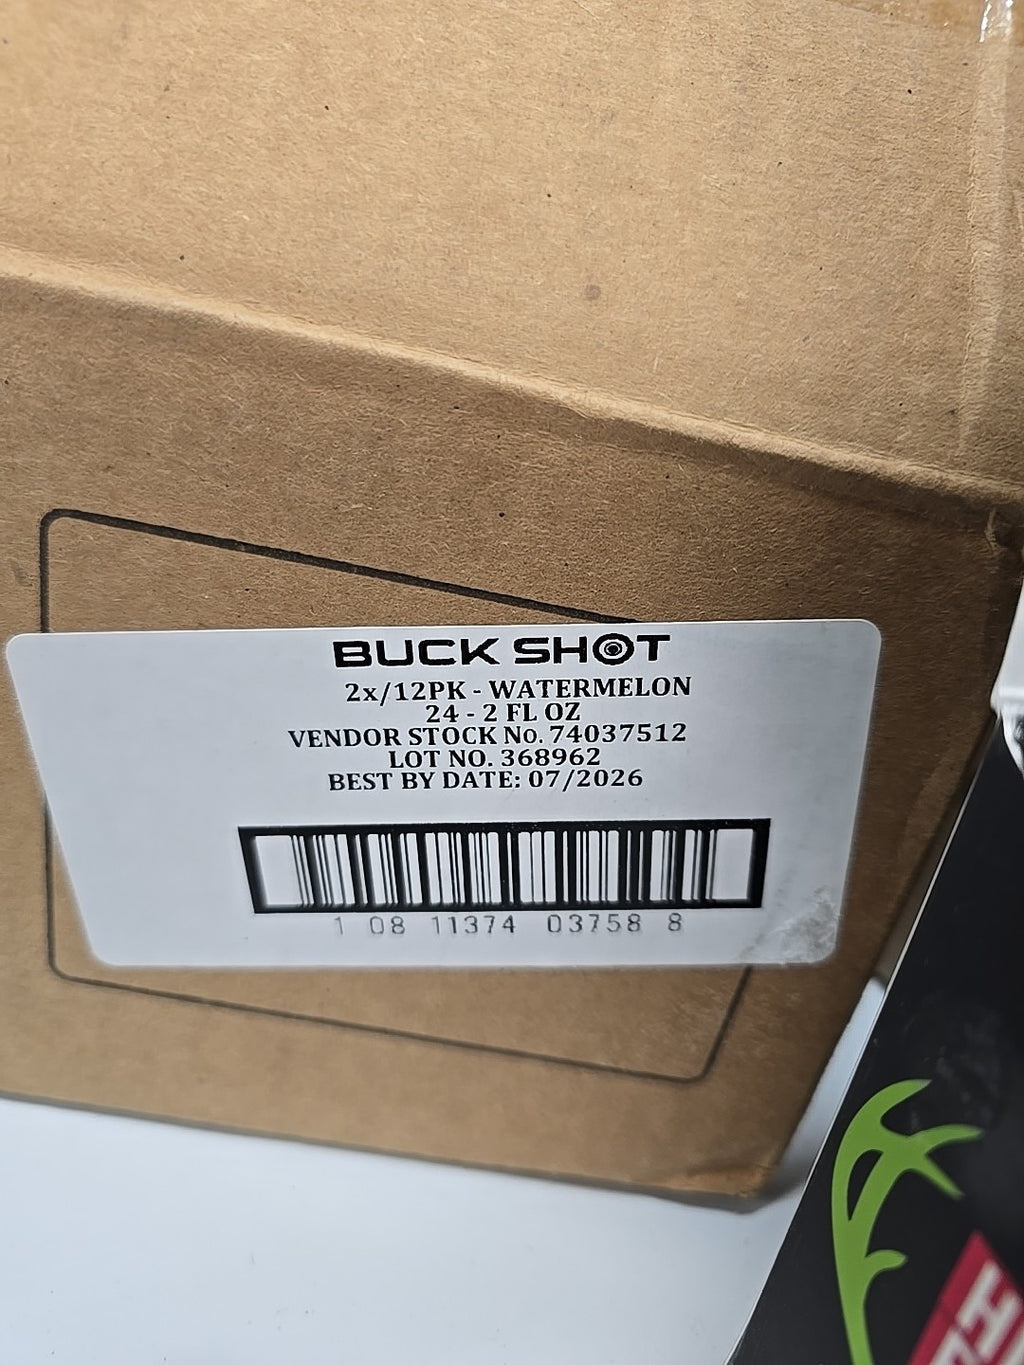 BUCK SHOT
2x/12PK - WATERMELON
24 - 2 FL OZ
VENDOR STOCK No. 74037512
LOT NO. 368962
BEST BY DATE: 07/2026
1 08 11374 03758 8